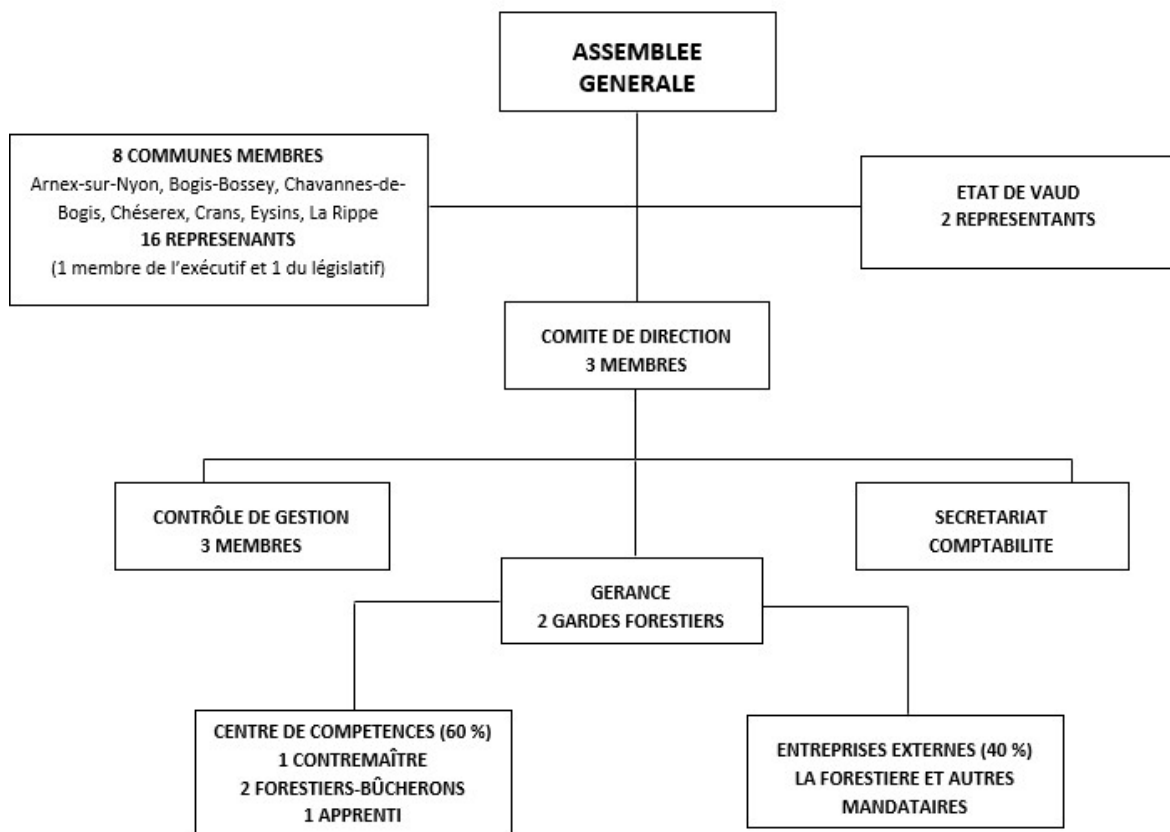 ASSEMBLEE
GENERALE
8 COMMUNES MEMBRES
Arnex-sur-Nyon, Bogis-Bossey, Chavannes-de-
Bogis, Chéserex, Crans, Eysins, La Rippe
16 REPRESENANTS
(1 membre de l'exécutif et 1 du législatif)
ETAT DE VAUD
2 REPRESENTANTS
COMITE DE DIRECTION
3 MEMBRES
CONTRÔLE DE GESTION
3 MEMBRES
SECRETARIAT
COMPTABILITE
GERANCE
2 GARDES FORESTIERS
CENTRE DE COMPETENCES (60 %)
1 CONTREMAÎTRE
2 FORESTIERS-BÛCHERONS
1 APPRENTI
ENTREPRISES EXTERNES (40 %)
LA FORESTIERE ET AUTRES
MANDATAIRES